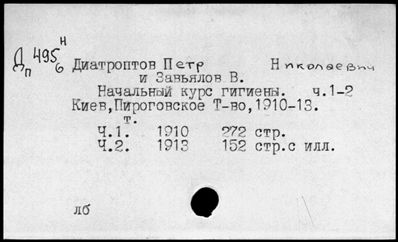 Д 495 н
п 6
Диатроптов Петр Николаевич
и Завьялов В.
Начальный курс гигиены. ч.1-2
Киев,Пироговское Т-во,1910-13.
т.
Ч.1. 1910 272 стр.
Ч.2. 1913 152 стр.с илл.
лб